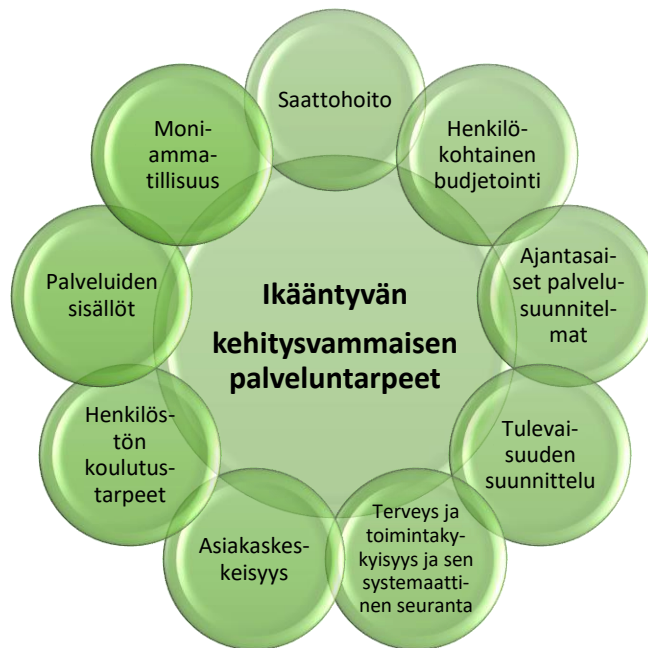 Saattohoito
Henkilö-
kohtainen
budjetointi
Ajantasai-
set palvelu-
suunnitel-
mat
Tulevai-
suuden
suunnittelu
Terveys ja
toimintaky-
kyisyys ja sen
systemaatti-
nen seuranta
Asiakaskes-
keisyys
Henkilös-
tön
koulutus-
tarpeet
Palveluiden
sisällöt
Moni-
amma-
tillisuus
Ikääntyvän
kehitysvammaisen
palveluntarpeet